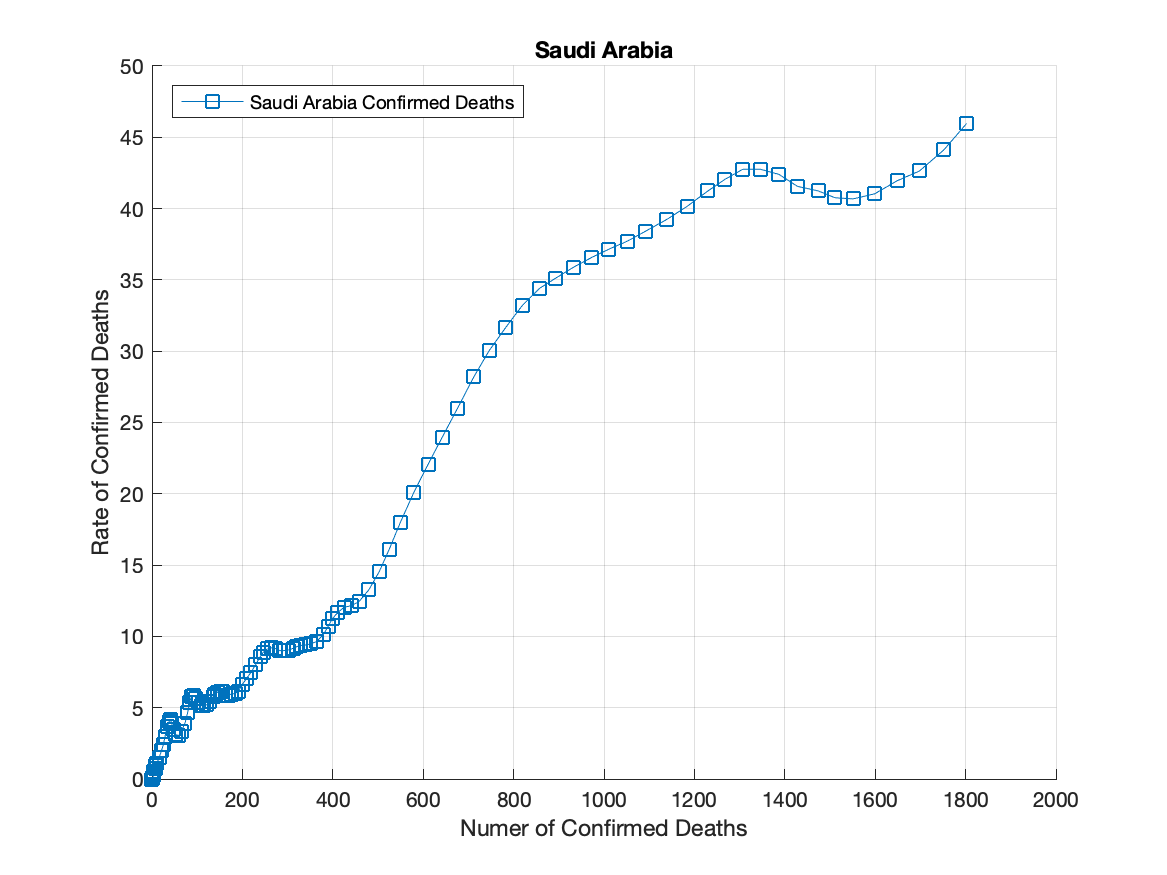 Saudi Arabia
Saudi Arabia Confirmed Deaths
Rate of Confirmed Deaths
50
45
40
35
30
25
20
15
10
5
0
0 200 400 600 800 1000 1200 1400 1600 1800 2000
Numer of Confirmed Deaths